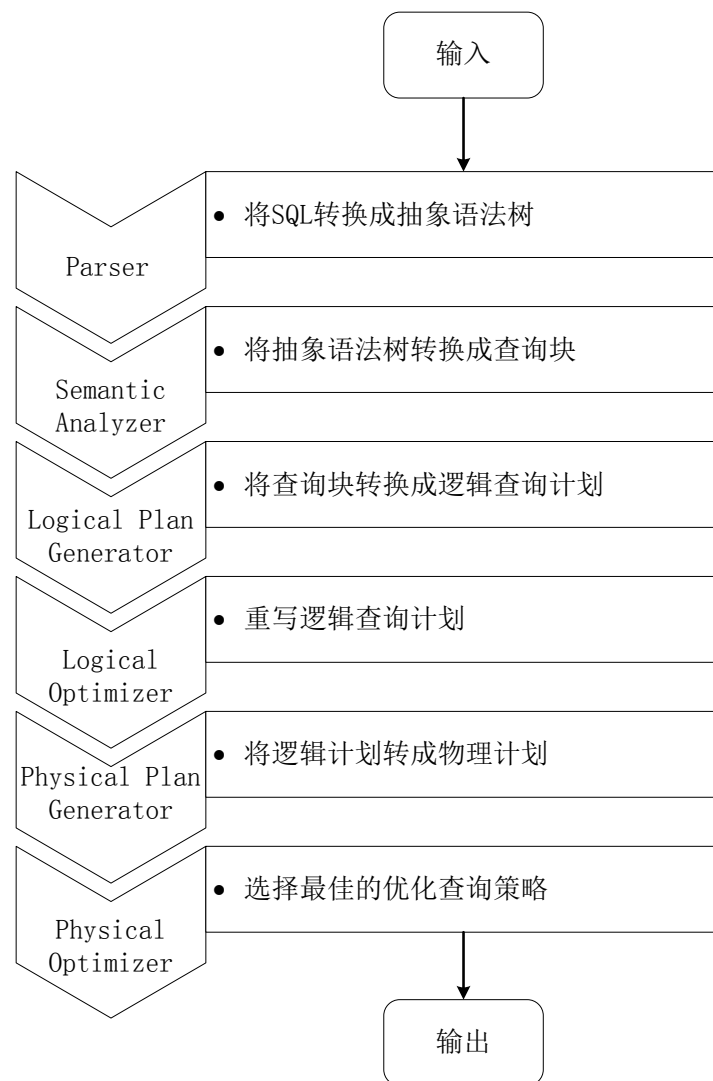 输入
• 将SQL转换成抽象语法树
Parser
• 将抽象语法树转换成查询块
Semantic
Analyzer
• 将查询块转换成逻辑查询计划
Logical Plan
Generator
• 重写逻辑查询计划
Logical
Optimizer
• 将逻辑计划转成物理计划
Physical Plan
Generator
• 选择最佳的优化查询策略
Physical
Optimizer
输出